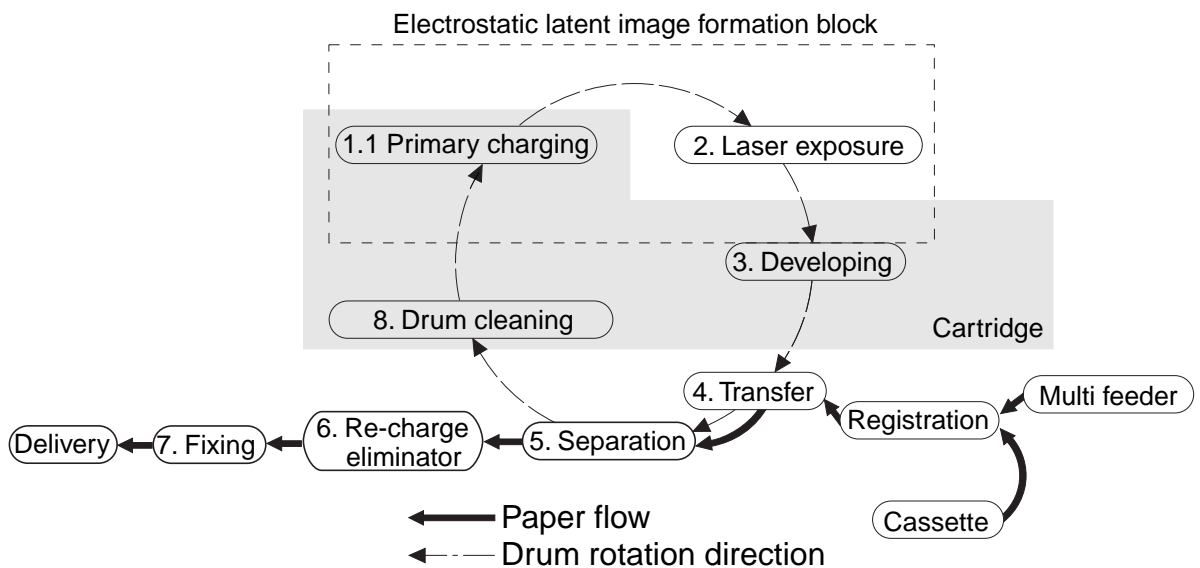 Electrostatic latent image formation block
1.1 Primary charging
2. Laser exposure
3. Developing
8. Drum cleaning
Cartridge
4. Transfer
Multi feeder
Registration
6. Re-charge
eliminator
5. Separation
7. Fixing
Delivery
Cassette
Paper flow
Drum rotation direction